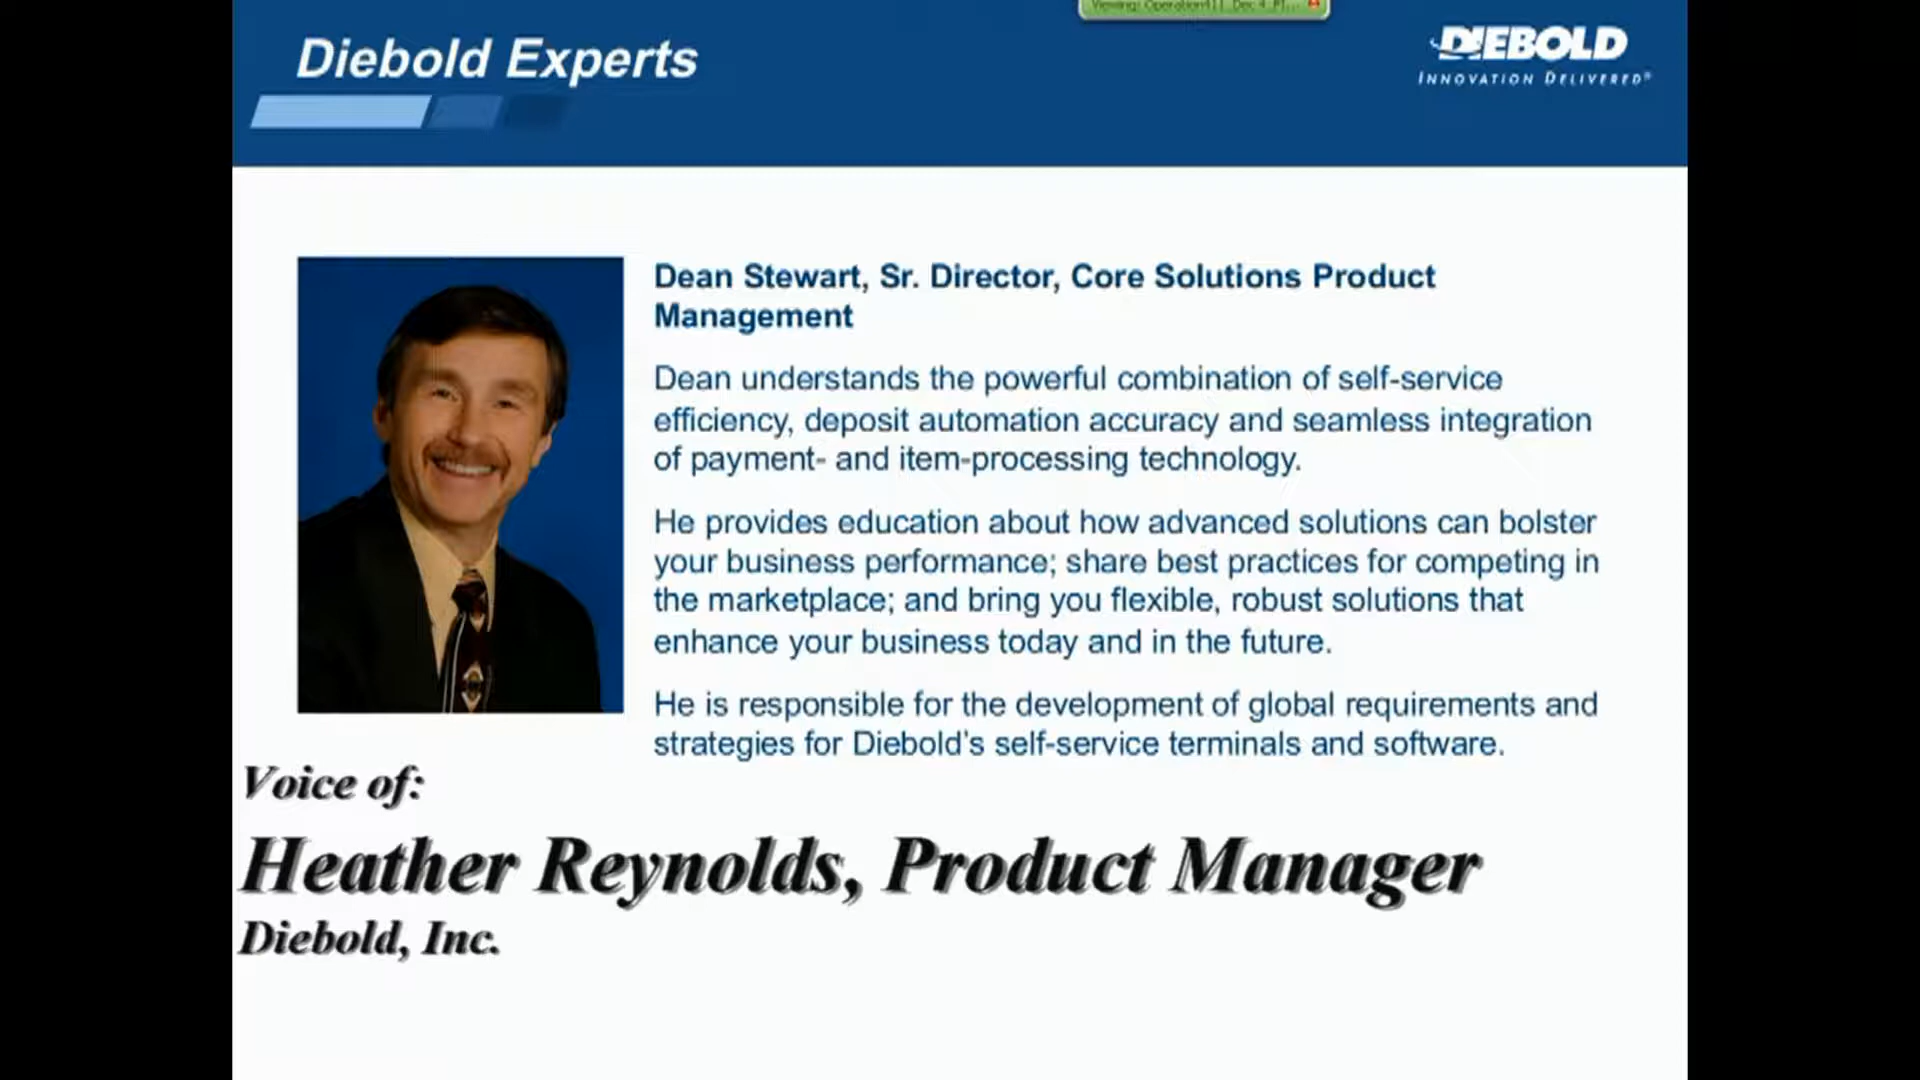 Diebold Experts
DIEBOLD
INNOVATION DELIVERED®
Dean Stewart, Sr. Director, Core Solutions Product
Management
Dean understands the powerful combination of self-service
efficiency, deposit automation accuracy and seamless integration
of payment- and item-processing technology.
He provides education about how advanced solutions can bolster
your business performance; share best practices for competing in
the marketplace; and bring you flexible, robust solutions that
enhance your business today and in the future.
He is responsible for the development of global requirements and
strategies for Diebold's self-service terminals and software.
Voice of:
Heather Reynolds, Product Manager
Diebold, Inc.